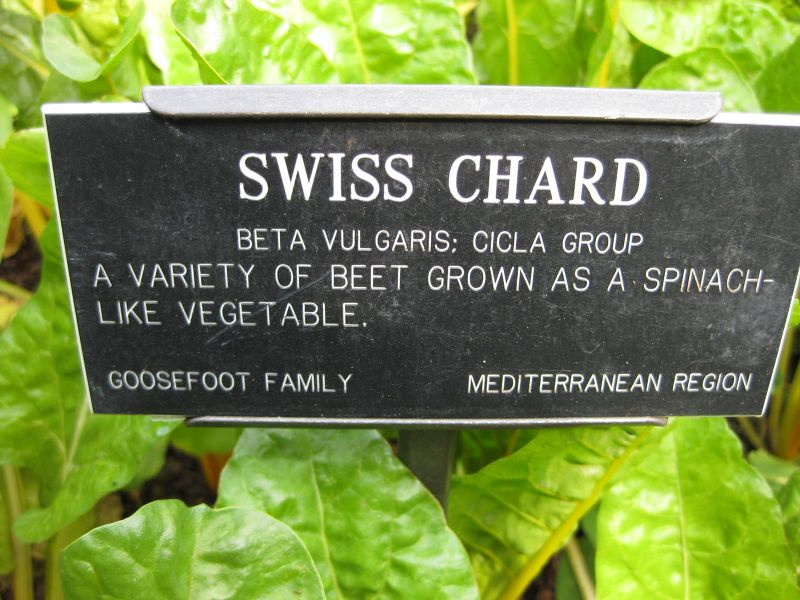 SWISS CHARD
BETA VULGARIS: CICLA GROUP
A VARIETY OF BEET GROWN AS A SPINACH-
LIKE VEGETABLE.
GOOSEFOOT FAMILY MEDITERRANEAN REGION